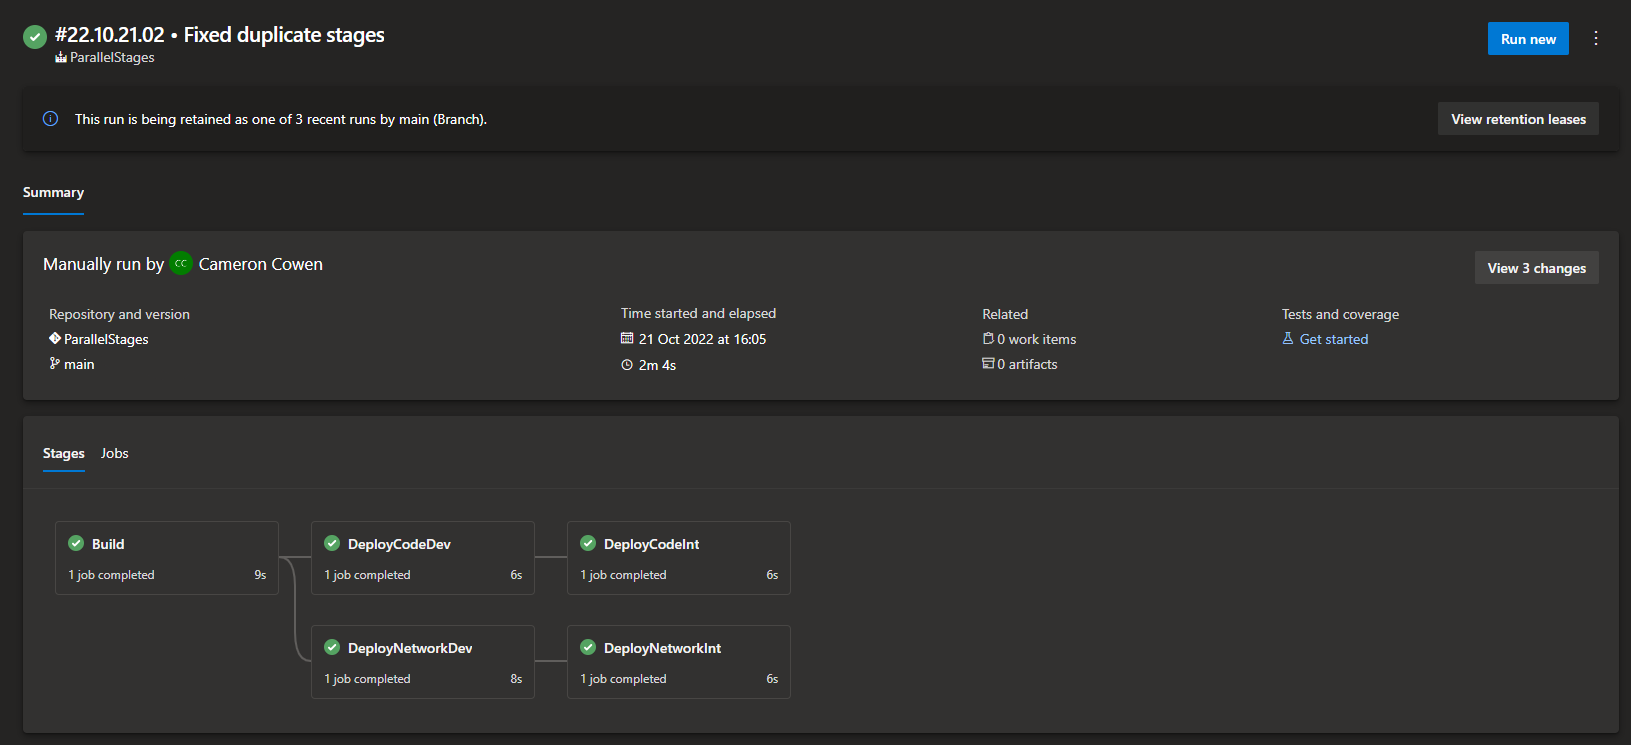 #22.10.21.02 • Fixed duplicate stages
ParallelStages
Run new
This run is being retained as one of 3 recent runs by main (Branch).
View retention leases
Summary
Manually run by CC Cameron Cowen
View 3 changes
Repository and version
ParallelStages
main
Time started and elapsed
21 Oct 2022 at 16:05
2m 4s
Related
0 work items
0 artifacts
Tests and coverage
Get started
Stages
Jobs
Build
1 job completed
9s
DeployCodeDev
1 job completed
6s
DeployCodeInt
1 job completed
6s
DeployNetworkDev
1 job completed
8s
DeployNetworkInt
1 job completed
6s